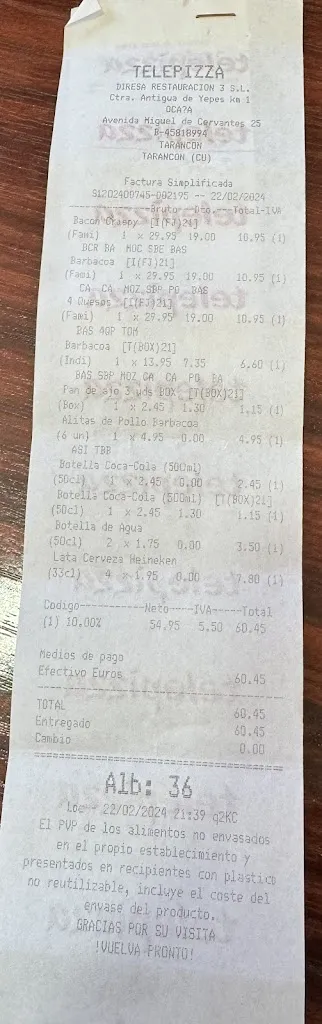 TELEPIZZA
DIRESA RESTAURACION 3 S.L.
Ctra. Antigua de Yepes km 1
OCA?A
Avenida Miguel de Cervantes 25
B-45818994
TARANCON
TARANCON (CU)
Factura Simplificada
S1202400745-002195 -- 22/02/2024
Bruto---Dto.---Total-IVA
Bacon Crispy [I(FJ)21]
(Fami) 1 x 29.95 19.00 10.95 (1)
BCR BA MOC SBE BAS
Barbacoa [I(FJ)21]
(Fami) 1 x 29.95 19.00 10.95 (1)
CA CA MOZ SBP PO BAS
4 Quesos [I(FJ)21]
(Fami) 1 x 29.95 19.00 10.95 (1)
BAS 4QP TOM
Barbacoa [T(BOX)21]
(Indi) 1 x 13.95 7.35 6.60 (1)
BAS SBP MOZ CA CA PO BA
Pan de ajo 3 uds BOX [T(BOX)21]
(Box) 1 x 2.45 1.30 1.15 (1)
Alitas de Pollo Barbacoa
(6 un) 1 x 4.95 0.00 4.95 (1)
ASI TBB
Botella Coca-Cola (500ml)
(50cl) 1 x 2.45 0.00 2.45 (1)
Botella Coca-Cola (500ml) [T(BOX)21]
(50cl) 1 x 2.45 1.30 1.15 (1)
Botella de Agua
(50cl) 2 x 1.75 0.00 3.50 (1)
Lata Cerveza Heineken
(33cl) 4 x 1.95 0.00 7.80 (1)
Codigo-----------Neto----IVA-----Total
(1) 10.00% 54.95 5.50 60.45
Medios de pago
Efectivo Euros 60.45
TOTAL 60.45
Entregado 60.45
Cambio 0.00
Alb: 36
Loc - 22/02/2024 21:39 q2KC
El PVP de los alimentos no envasados
en el propio establecimiento y
presentados en recipientes con plastico
no reutilizable, incluye el coste del
envase del producto.
GRACIAS POR SU VISITA
!VUELVA PRONTO!